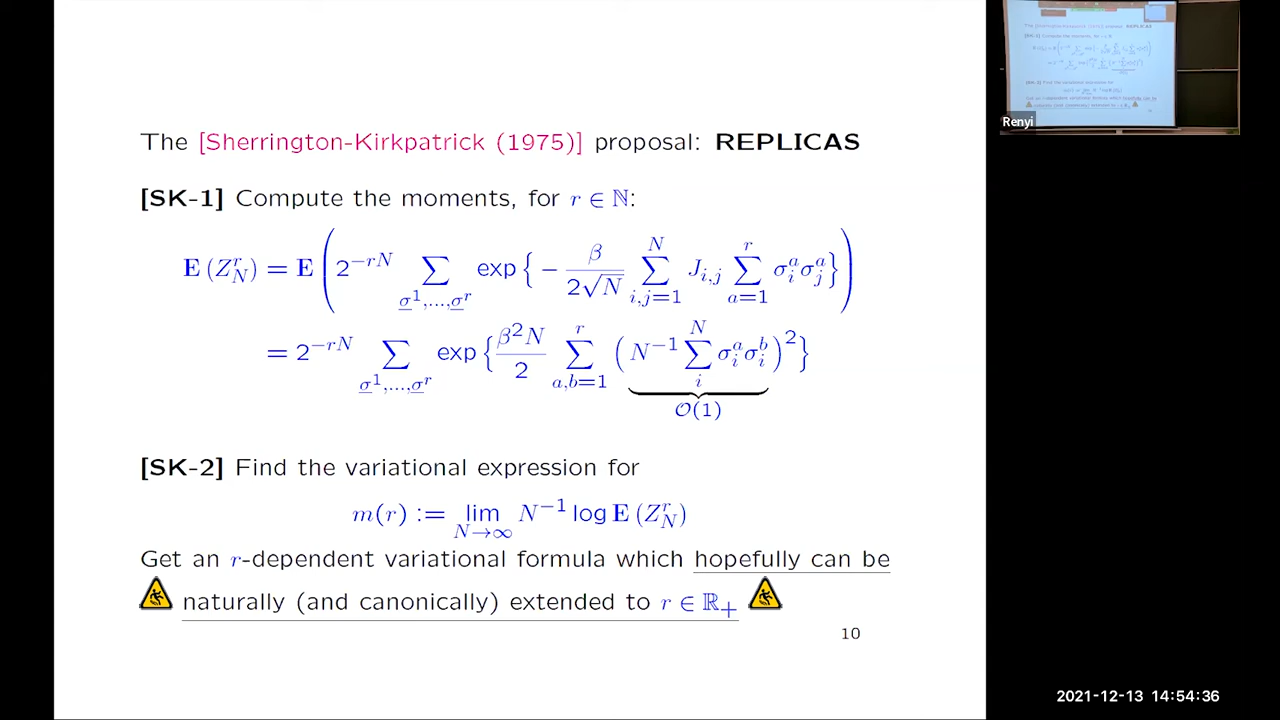 The [Sherrington-Kirkpatrick (1975)] proposal: REPLICAS
[SK-1] Compute the moments, for r ∈ ℕ:
E (Z_N^r) = E ( 2^{-rN} ∑_{σ̲^1,...,σ̲^r} exp { − β/(2√N) ∑_{i,j=1}^N J_{i,j} ∑_{a=1}^r σ_i^a σ_j^a } )
= 2^{-rN} ∑_{σ̲^1,...,σ̲^r} exp { β^2 N/2 ∑_{a,b=1}^r ( N^{-1} ∑_i^N σ_i^a σ_i^b )^2 }
O(1)
[SK-2] Find the variational expression for
m(r) := lim_{N→∞} N^{-1} log E (Z_N^r)
Get an r-dependent variational formula which hopefully can be
naturally (and canonically) extended to r ∈ ℝ_+
10
Renyi
2021-12-13 14:54:36